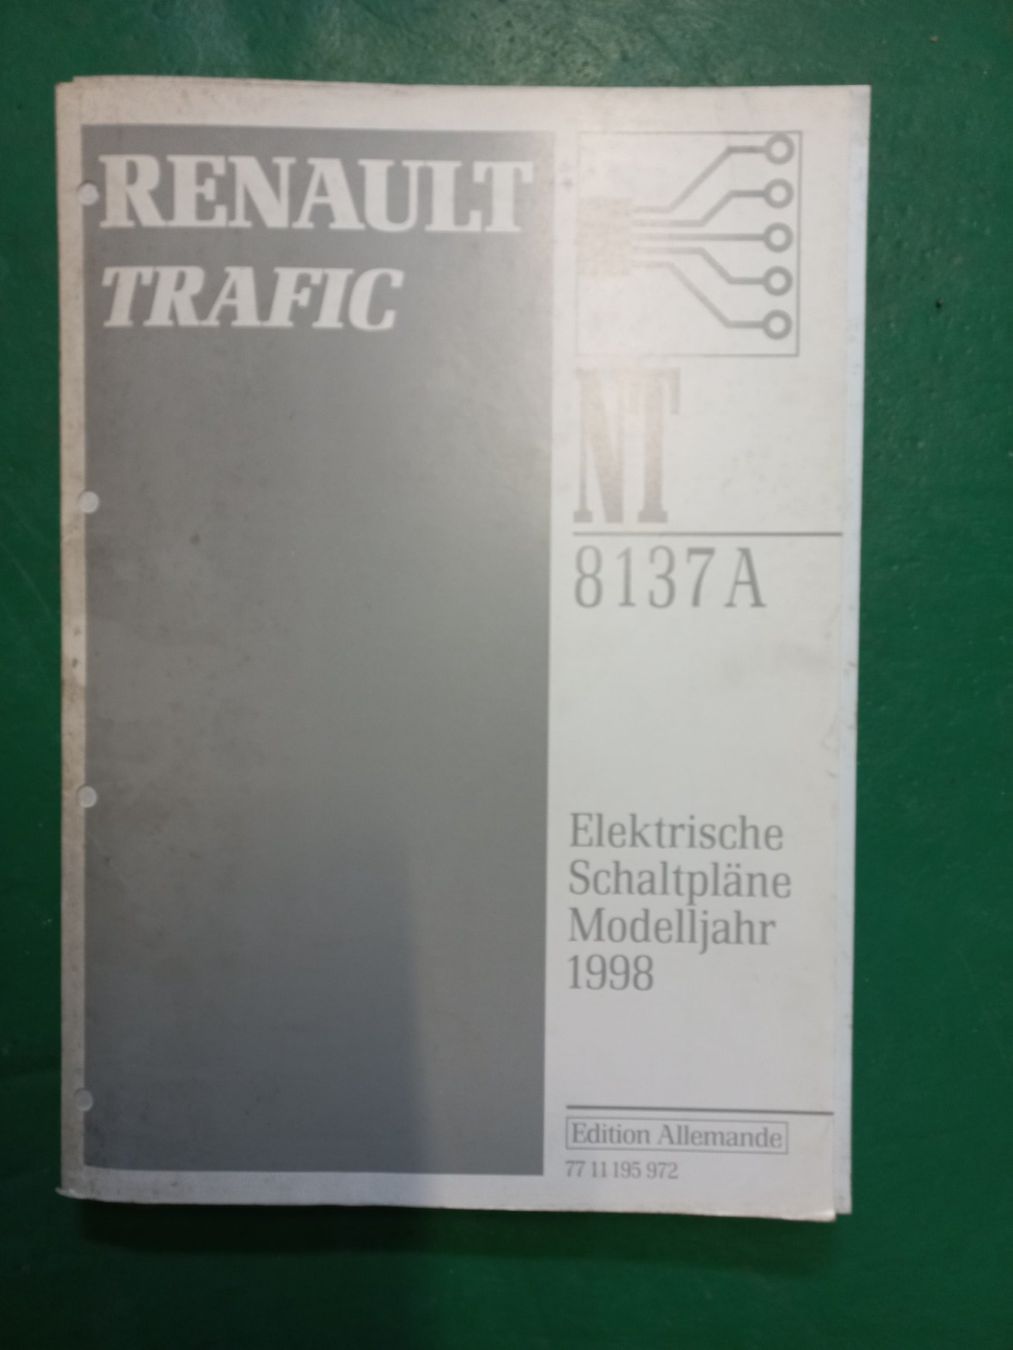 RENAULT
TRAFIC
NT
8137A
Elektrische
Schaltpläne
Modelljahr
1998
Edition Allemande
77 11 195 972